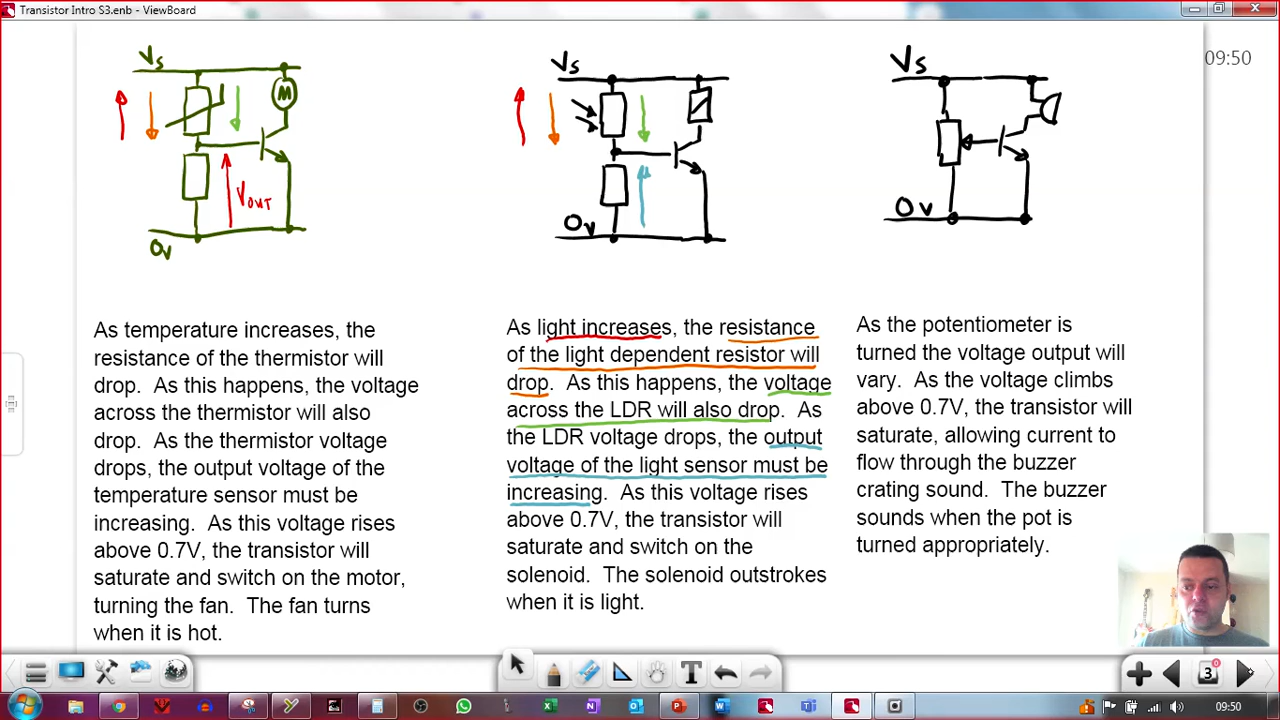 Transistor Intro S3.enb - ViewBoard
09:50
Vs
M
VOUT
0v
Vs
0v
Vs
0v
As temperature increases, the
resistance of the thermistor will
drop. As this happens, the voltage
across the thermistor will also
drop. As the thermistor voltage
drops, the output voltage of the
temperature sensor must be
increasing. As this voltage rises
above 0.7V, the transistor will
saturate and switch on the motor,
turning the fan. The fan turns
when it is hot.
As light increases, the resistance
of the light dependent resistor will
drop. As this happens, the voltage
across the LDR will also drop. As
the LDR voltage drops, the output
voltage of the light sensor must be
increasing. As this voltage rises
above 0.7V, the transistor will
saturate and switch on the
solenoid. The solenoid outstrokes
when it is light.
As the potentiometer is
turned the voltage output will
vary. As the voltage climbs
above 0.7V, the transistor will
saturate, allowing current to
flow through the buzzer
crating sound. The buzzer
sounds when the pot is
turned appropriately.
T
3
0
09:50